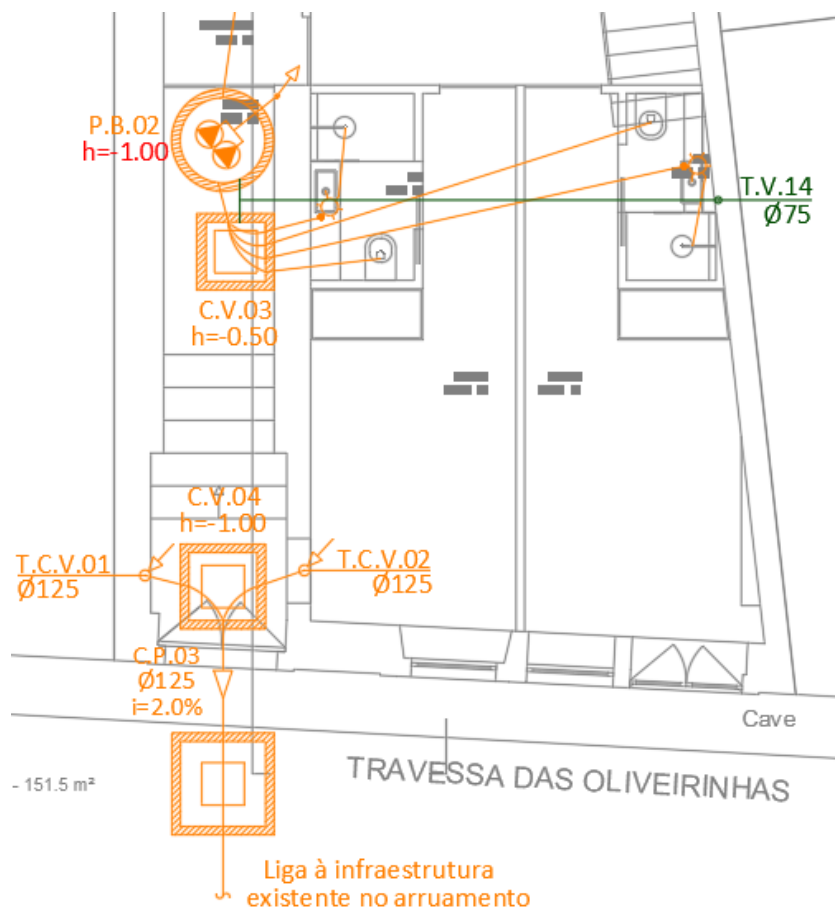 P.B.02
h=-1.00
T.V.14
Ø75
C.V.03
h=-0.50
C.V.04
h=-1.00
T.C.V.01
Ø125
T.C.V.02
Ø125
C.P.03
Ø125
i=2.0%
Cave
- 151.5 m²
TRAVESSA DAS OLIVEIRINHAS
Liga à infraestrutura
existente no arruamento